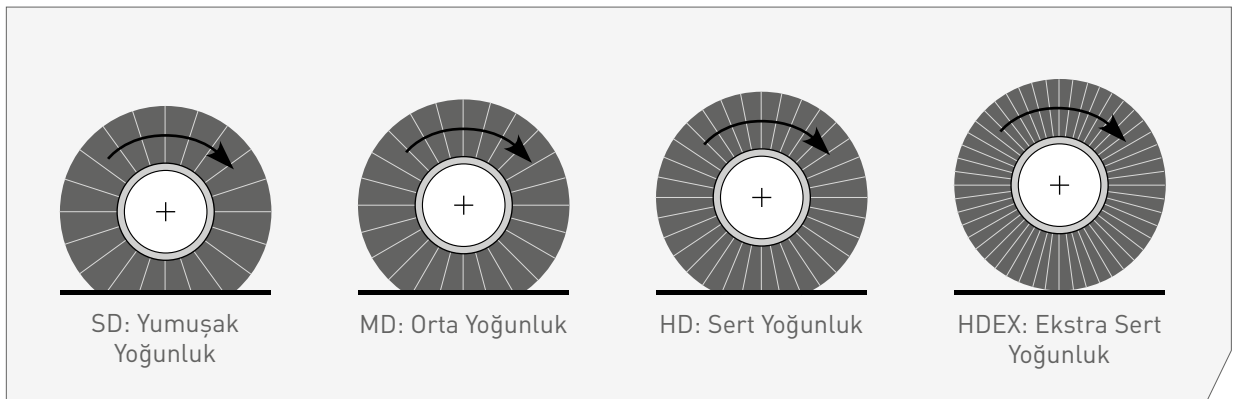 SD: Yumuşak
Yoğunluk
MD: Orta Yoğunluk
HD: Sert Yoğunluk
HDEX: Ekstra Sert
Yoğunluk